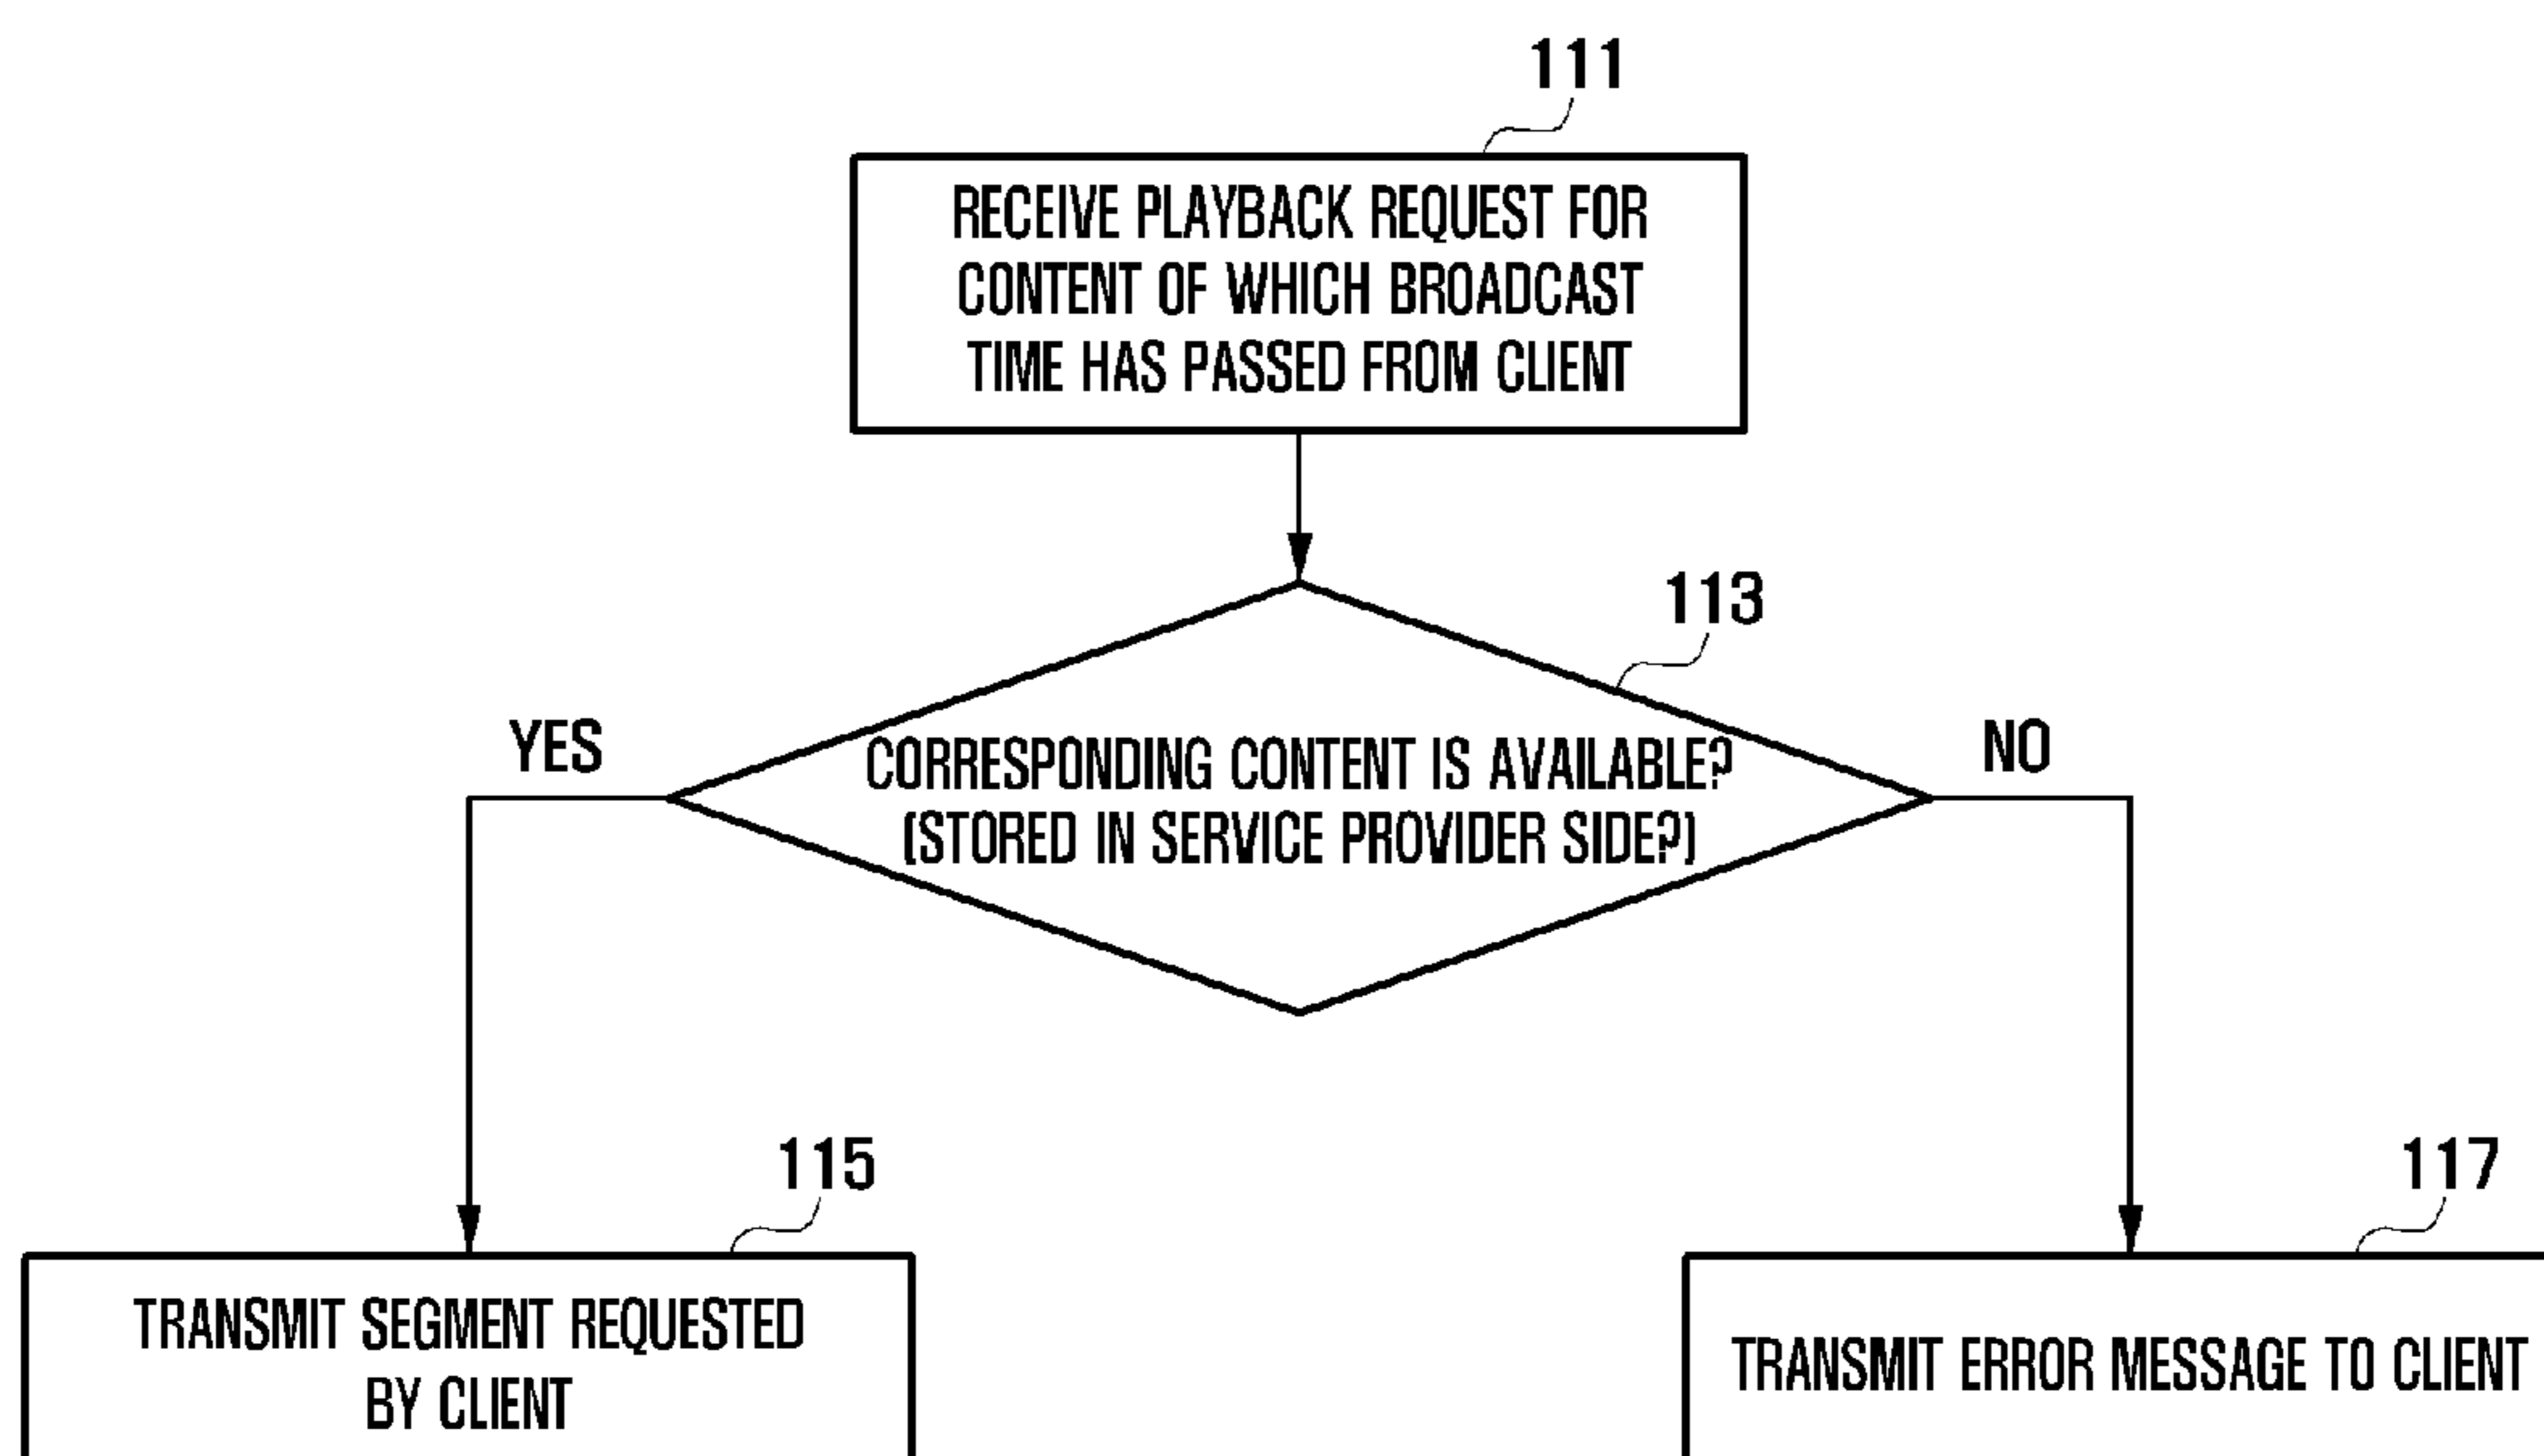 111
RECEIVE PLAYBACK REQUEST FOR
CONTENT OF WHICH BROADCAST
TIME HAS PASSED FROM CLIENT
113
YES
NO
CORRESPONDING CONTENT IS AVAILABLE?
(STORED IN SERVICE PROVIDER SIDE?)
115
117
TRANSMIT SEGMENT REQUESTED
BY CLIENT
TRANSMIT ERROR MESSAGE TO CLIENT